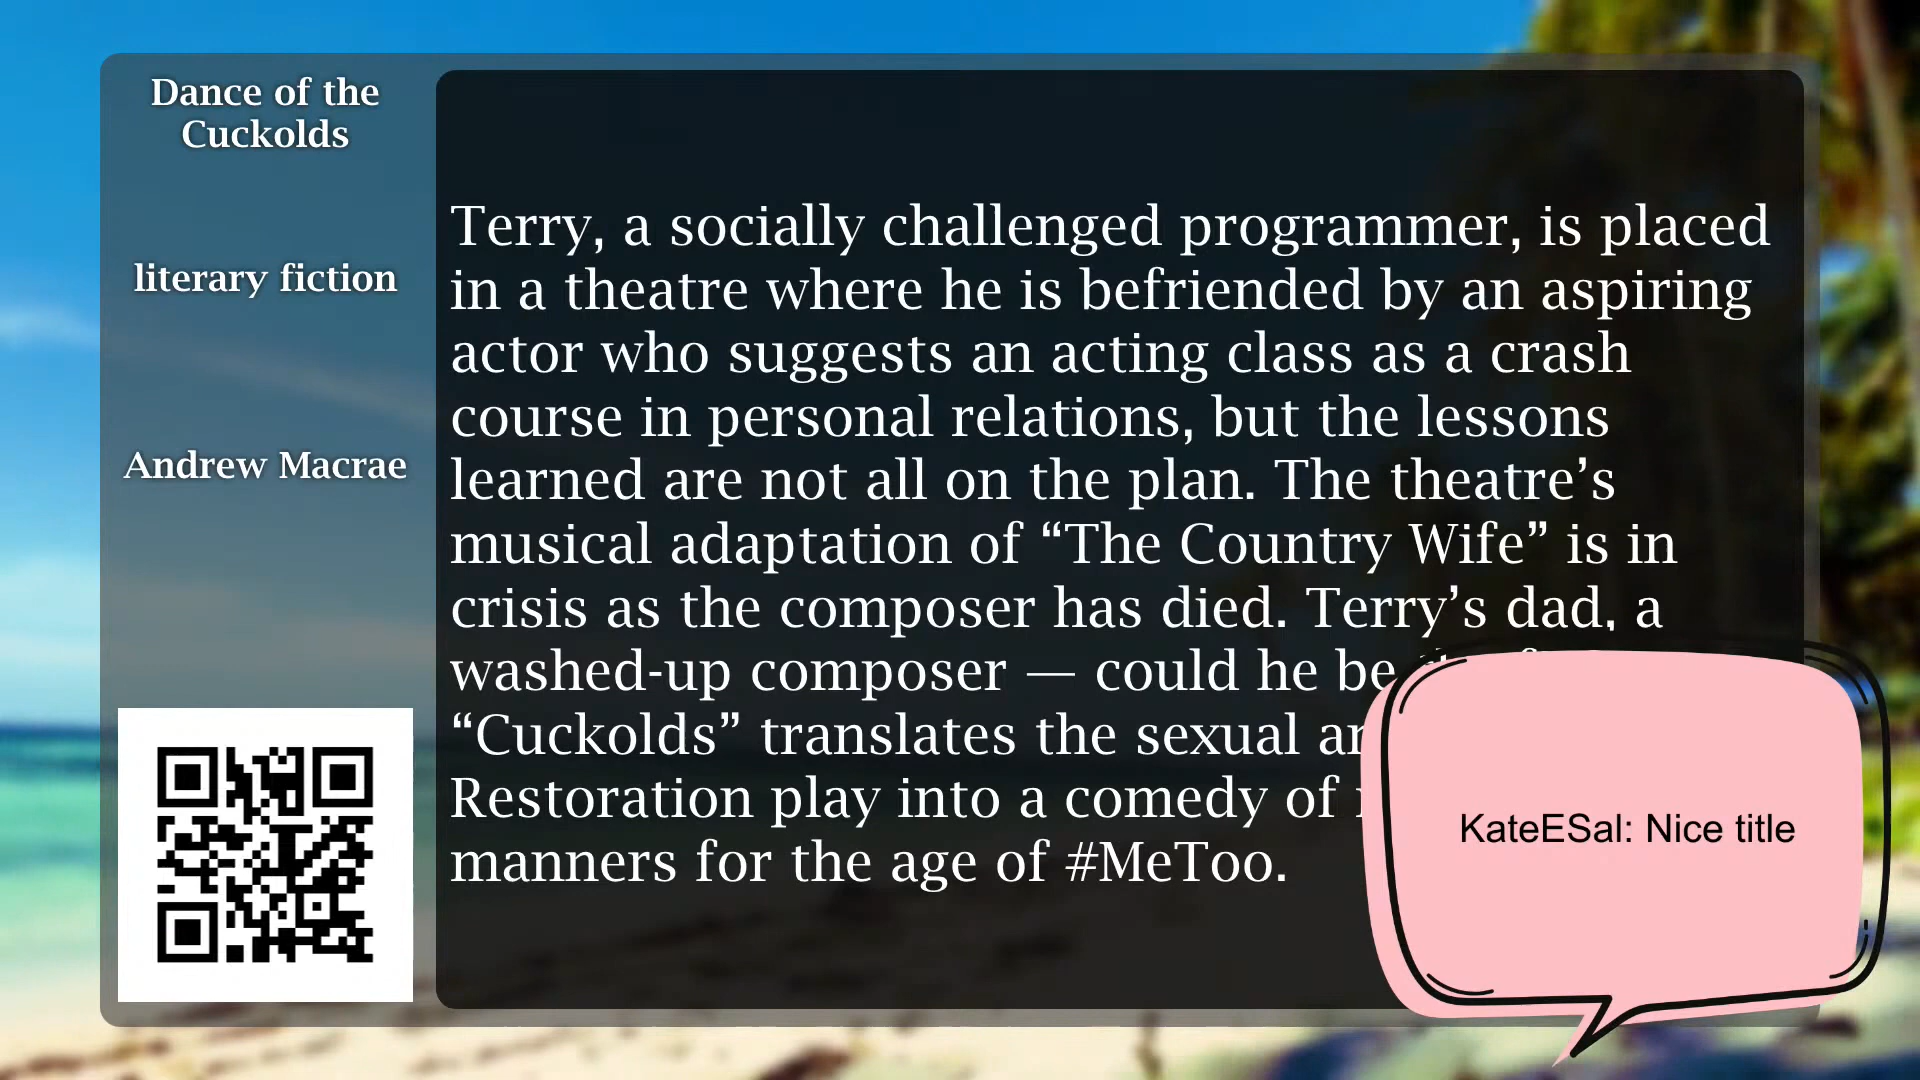 Dance of the
Cuckolds
literary fiction
Andrew Macrae
Terry, a socially challenged programmer, is placed
in a theatre where he is befriended by an aspiring
actor who suggests an acting class as a crash
course in personal relations, but the lessons
learned are not all on the plan. The theatre’s
musical adaptation of “The Country Wife” is in
crisis as the composer has died. Terry’s dad, a
washed-up composer — could he be
“Cuckolds” translates the sexual
Restoration play into a comedy of
manners for the age of #MeToo.
KateESal: Nice title